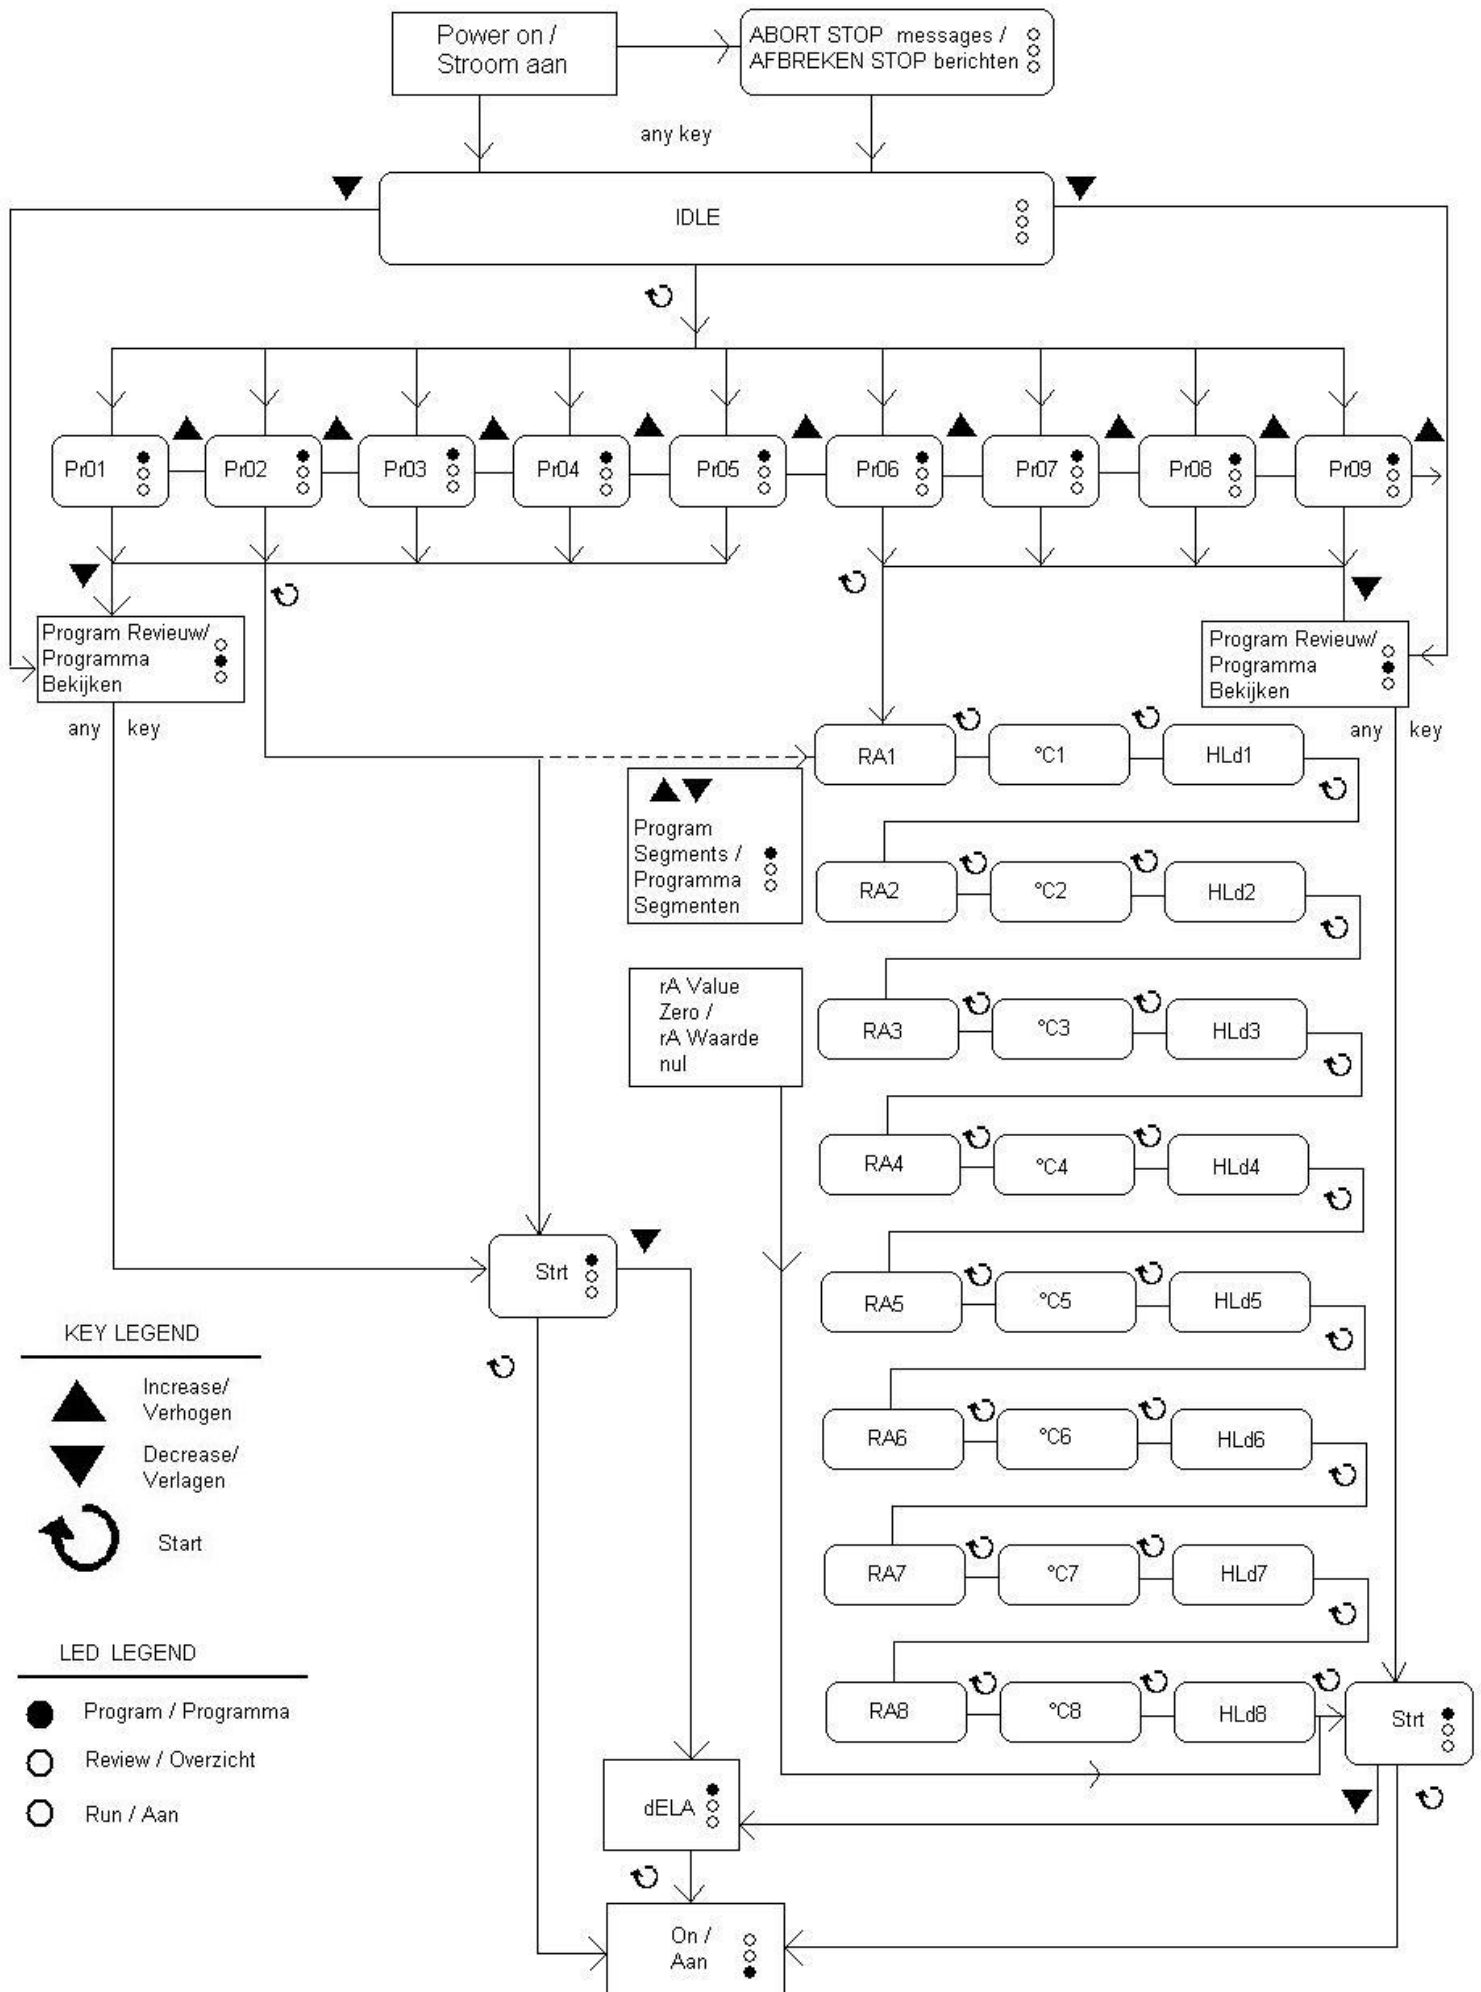 Power on /
Stroom aan
ABORT STOP messages /
AFBREKEN STOP berichten
any key
IDLE
Pr01
Pr02
Pr03
Pr04
Pr05
Pr06
Pr07
Pr08
Pr09
Program Revieuw/
Programma
Bekijken
any key
Program Revieuw/
Programma
Bekijken
any key
RA1
°C1
HLd1
Program
Segments /
Programma
Segmenten
RA2
°C2
HLd2
rA Value
Zero /
rA Waarde
nul
RA3
°C3
HLd3
RA4
°C4
HLd4
Strt
RA5
°C5
HLd5
KEY LEGEND
Increase/
Verhogen
Decrease/
Verlagen
Start
RA6
°C6
HLd6
RA7
°C7
HLd7
LED LEGEND
Program / Programma
Review / Overzicht
Run / Aan
RA8
°C8
HLd8
Strt
dELA
On /
Aan